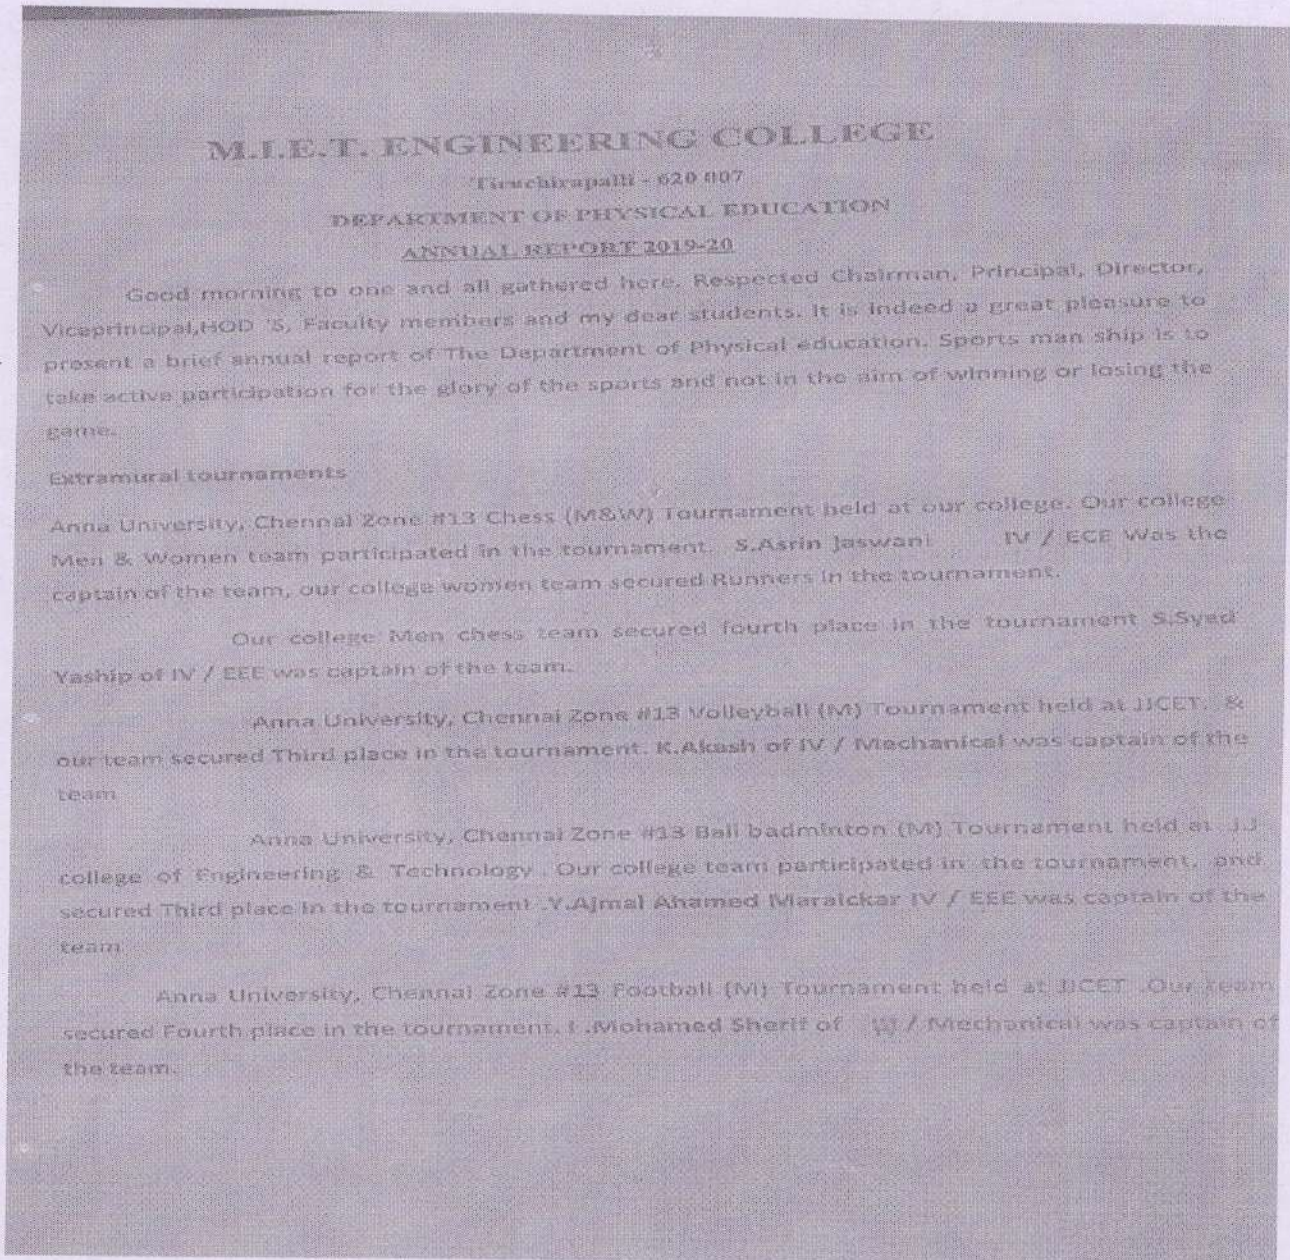 M.I.E.T. ENGINEERING COLLEGE
Tiruchirapalli - 620 007
DEPARTMENT OF PHYSICAL EDUCATION
ANNUAL REPORT 2019-20
Good morning to one and all gathered here. Respected Chairman, Principal, Director,
Viceprincipal,HOD 'S, Faculty members and my dear students. It is indeed a great pleasure to
present a brief annual report of The Department of Physical education. Sports man ship is to
take active participation for the glory of the sports and not in the aim of winning or losing the
game.
Extramural tournaments
Anna University, Chennai Zone #13 Chess (M&W) Tournament held at our college. Our college
Men & Women team participated in the tournament. S.Asrin Jaswani IV / ECE Was the
captain of the team, our college women team secured Runners in the tournament.
Our college Men chess team secured fourth place in the tournament S.Syed
Yaship of IV / EEE was captain of the team.
Anna University, Chennai Zone #13 Volleyball (M) Tournament held at JJCET, &
our team secured Third place in the tournament. K.Akash of IV / Mechanical was captain of the
team
Anna University, Chennai Zone #13 Ball badminton (M) Tournament held at J.J
college of Engineering & Technology . Our college team participated in the tournament, and
secured Third place in the tournament .Y.Ajmal Ahamed Maraickar IV / EEE was captain of the
team
Anna University, Chennai Zone #13 Football (M) Tournament held at JJCET .Our team
secured Fourth place in the tournament. .Mohamed Sherif of / Mechanical was captain of
the team.